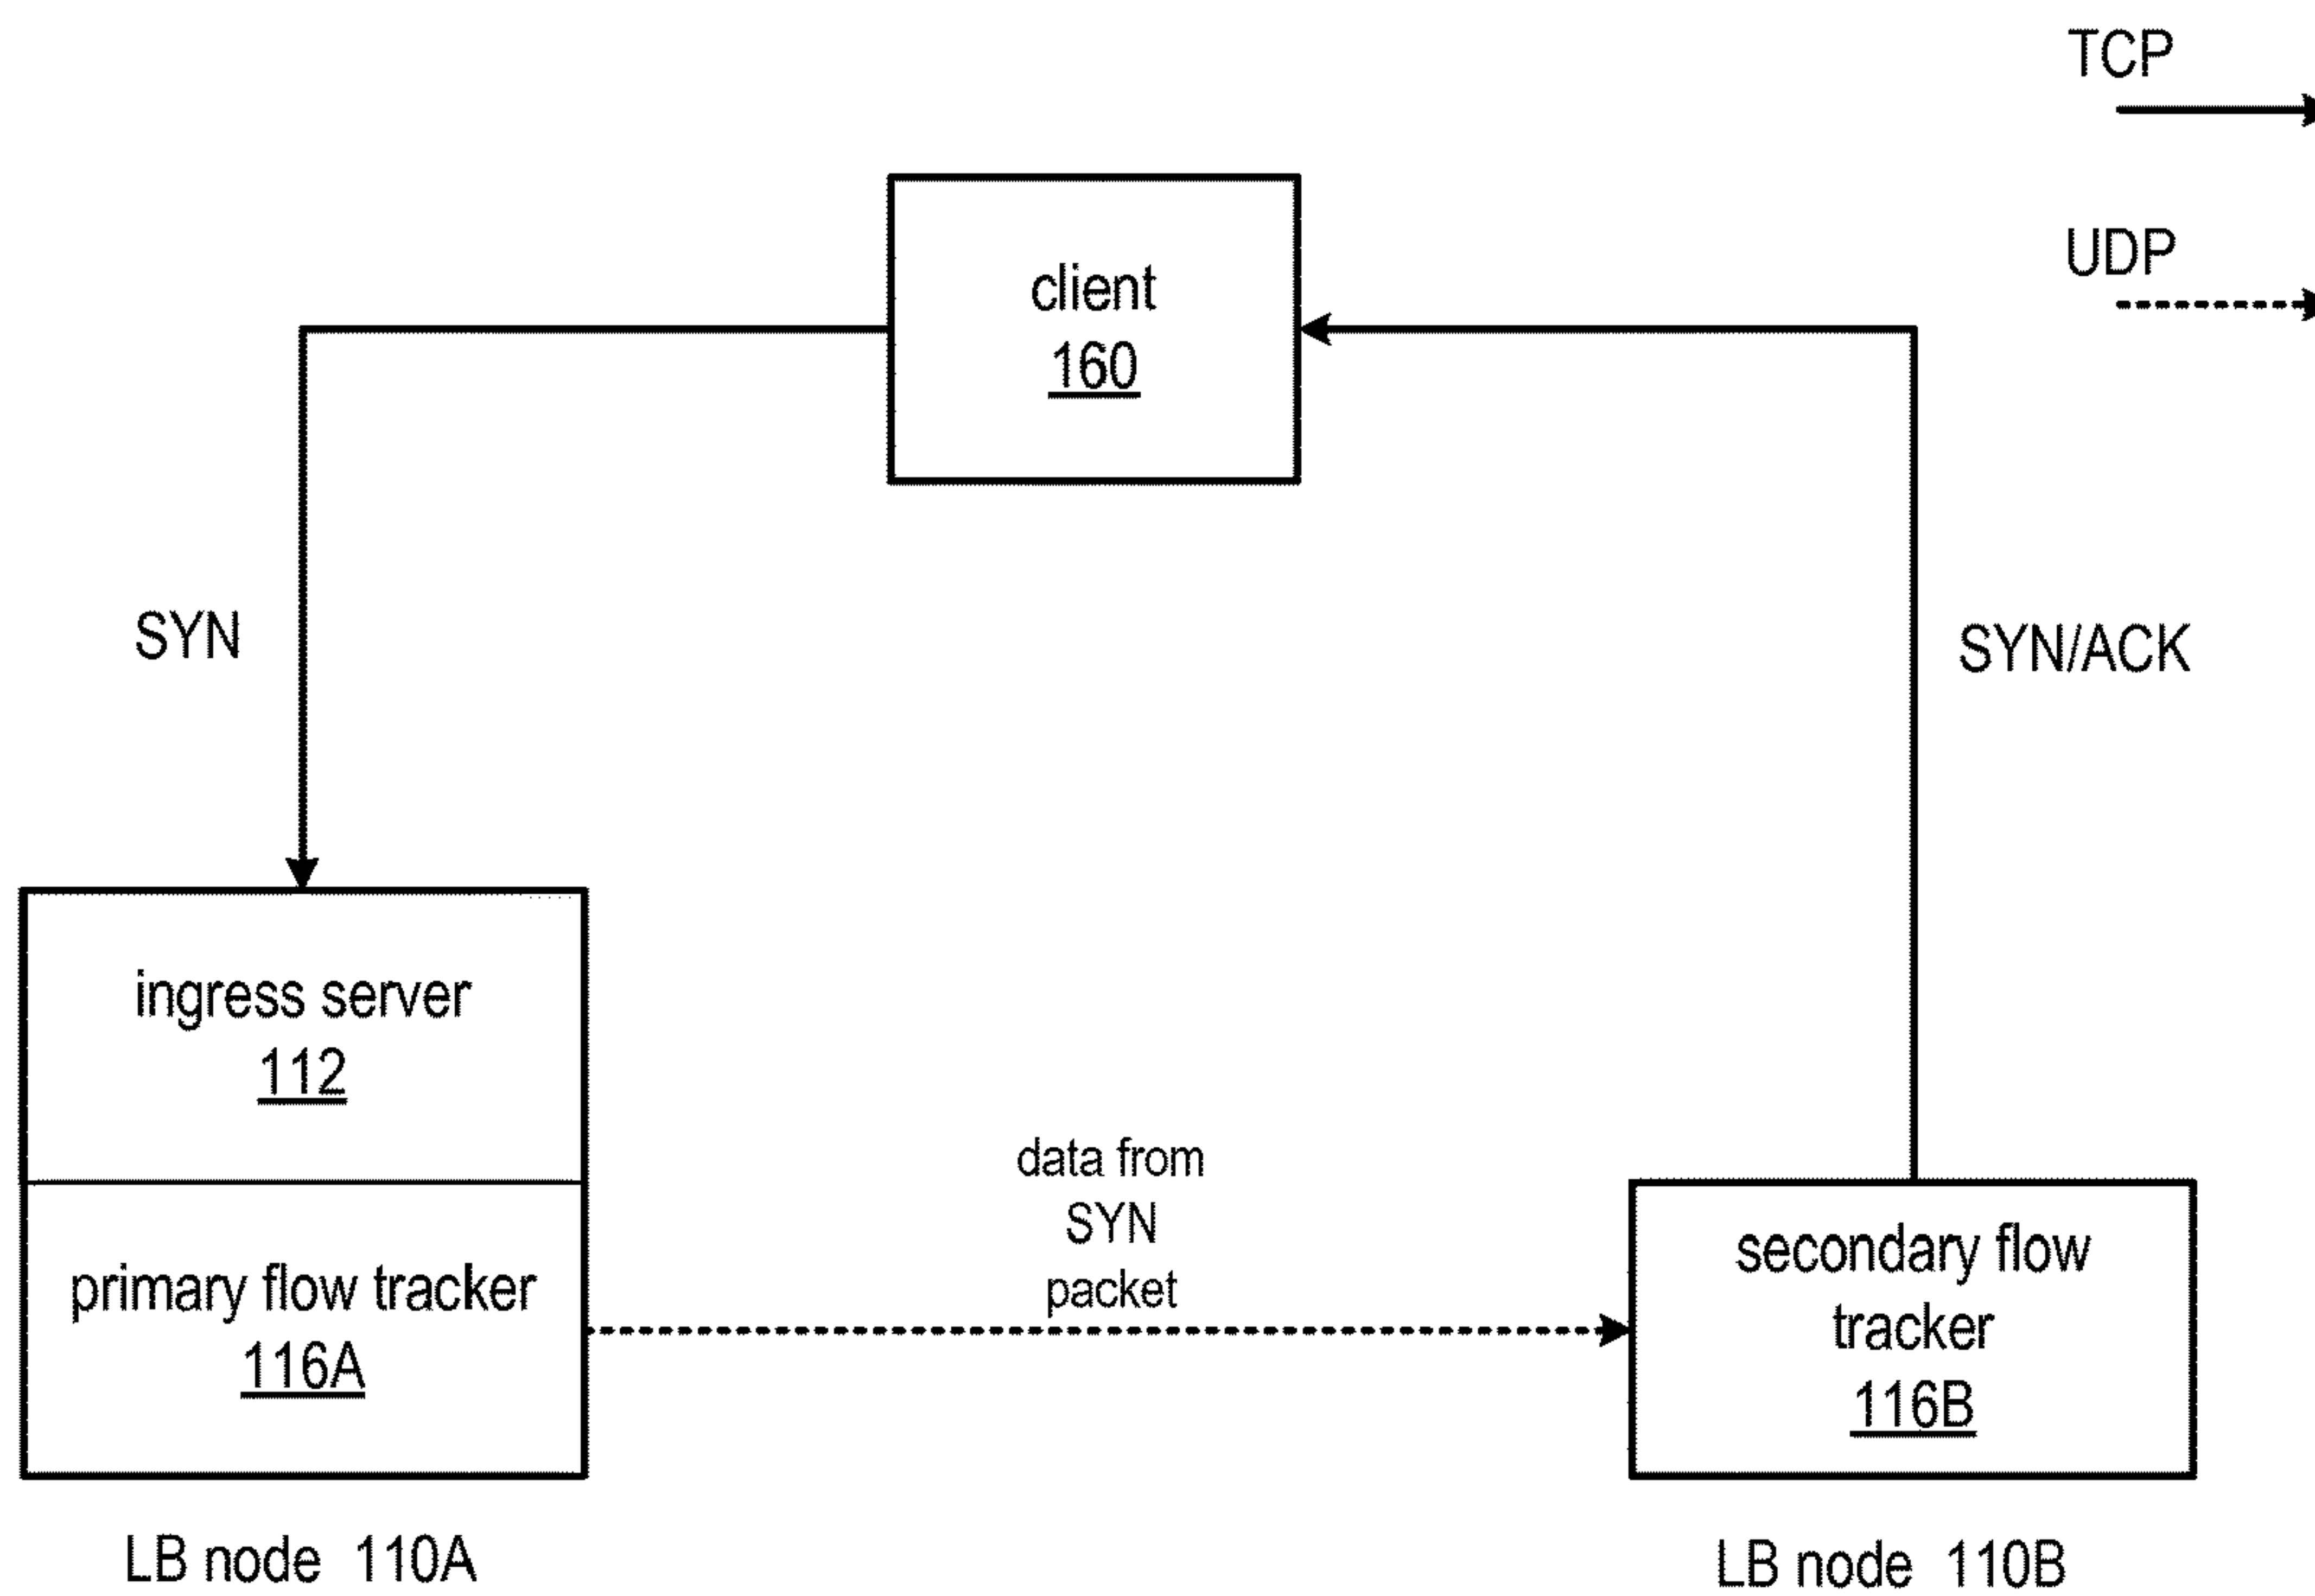 TCP
UDP
client
160
SYN
SYN/ACK
ingress server
112
primary flow tracker
116A
data from
SYN
packet
secondary flow
tracker
116B
LB node 110A
LB node 110B